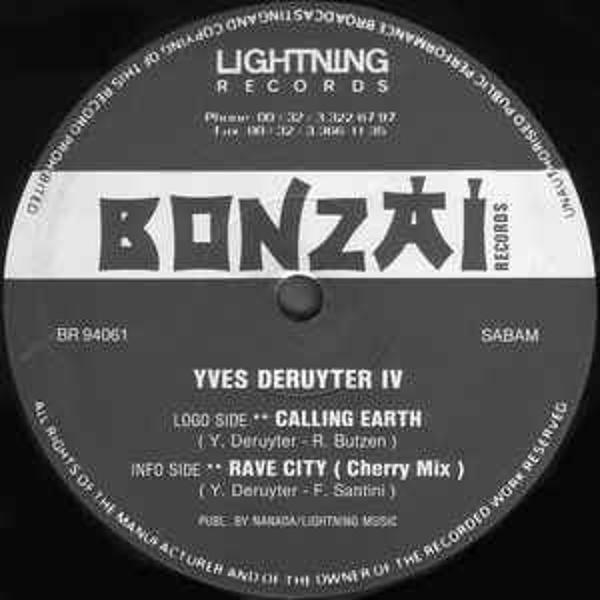 UNAUTHORISED PUBLIC PERFORMANCE BROADCASTING AND COPYING OF THIS RECORD PROHIBITED
LIGHTNING
RECORDS
Phone 00 / 32 - 3.322 67 97
Fax 00 / 32 - 3.366 11 35
BONZAI
RECORDS
BR 94061
SABAM
YVES DERUYTER IV
LOGO SIDE ** CALLING EARTH
( Y. Deruyter - R. Butzen )
INFO SIDE ** RAVE CITY ( Cherry Mix )
( Y. Deruyter - F. Santini )
PUBL. BY NANADA/LIGHTNING MUSIC
ALL RIGHTS OF THE MANUFACTURER AND OF THE OWNER OF THE RECORDED WORK RESERVED